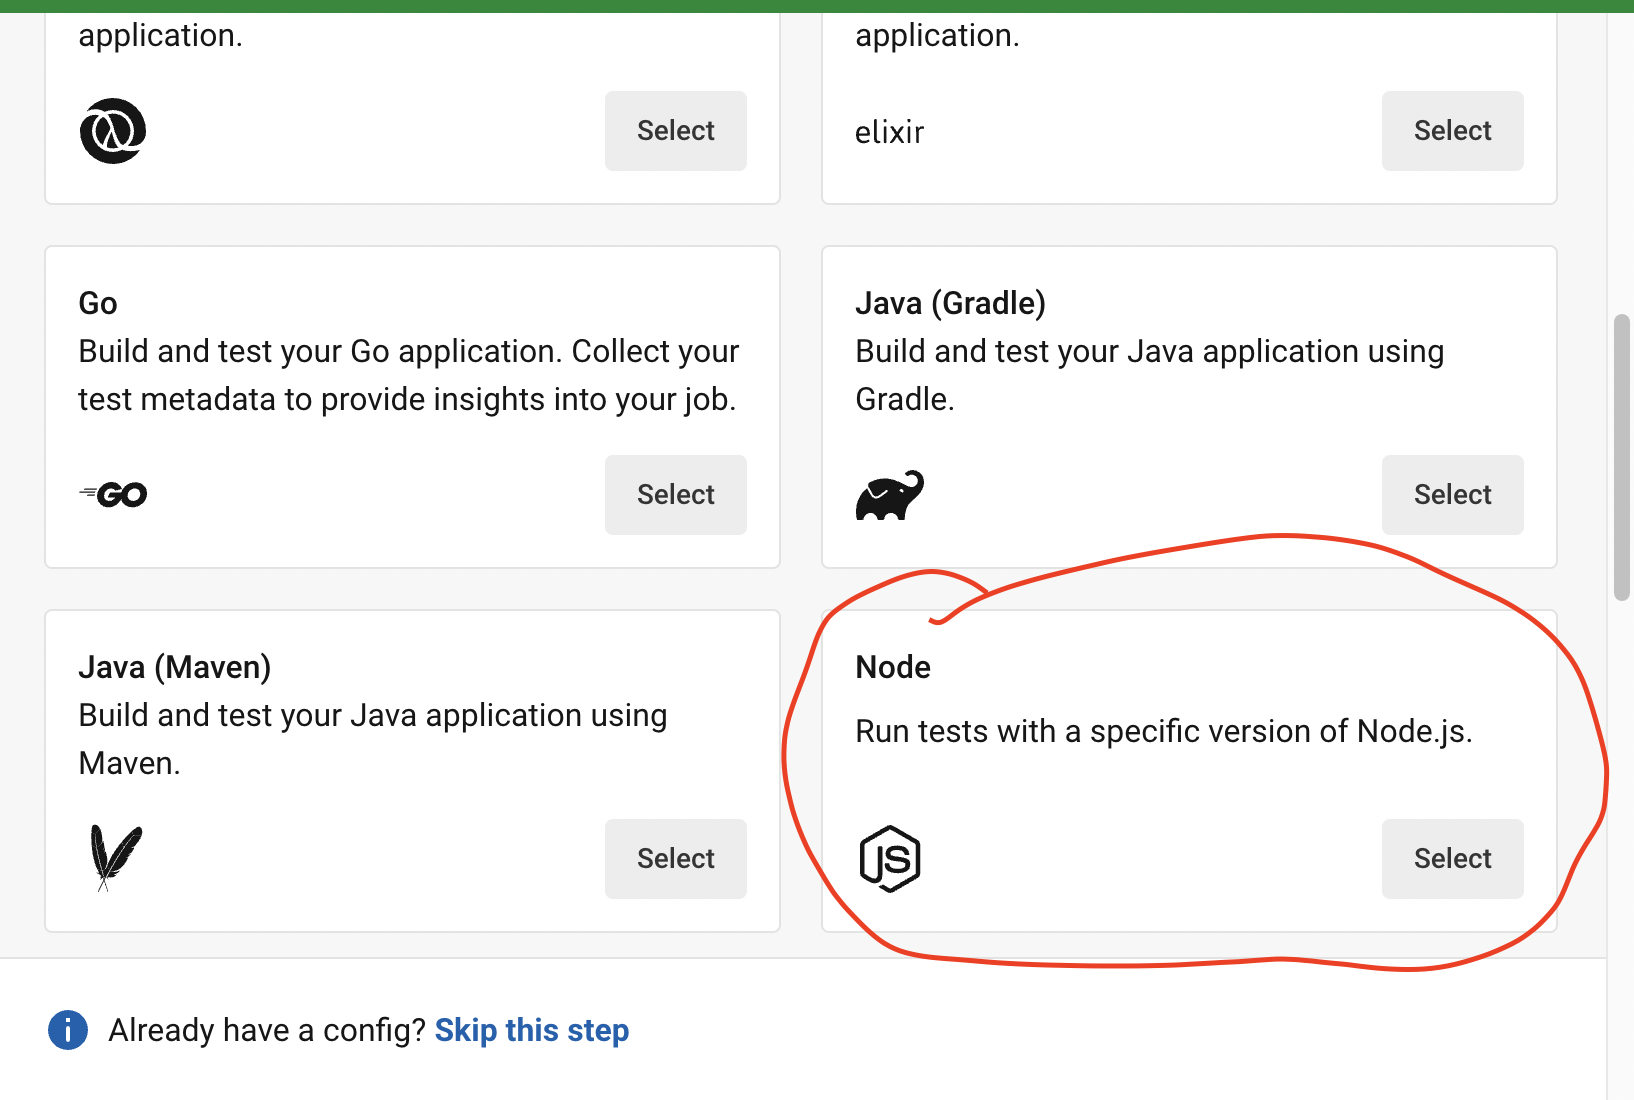 application.
application.
Select
elixir
Select
Go
Build and test your Go application. Collect your
test metadata to provide insights into your job.
GO
Select
Java (Gradle)
Build and test your Java application using
Gradle.
Select
Java (Maven)
Build and test your Java application using
Maven.
Select
Node
Run tests with a specific version of Node.js.
JS
Select
Already have a config? Skip this step